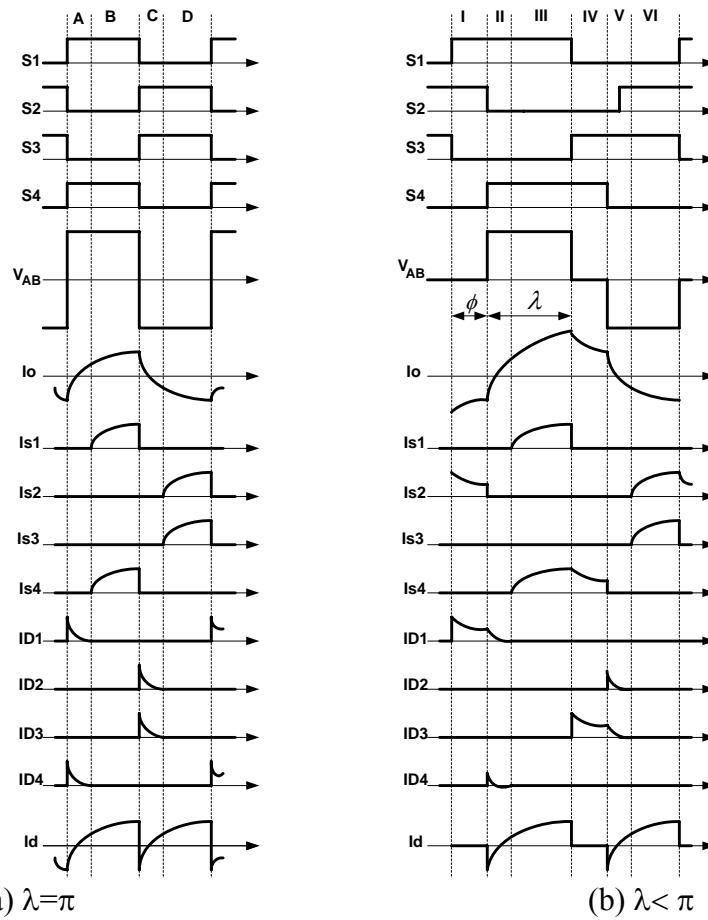 A B C D
S1
S2
S3
S4
VAB
Io
Is1
Is2
Is3
Is4
ID1
ID2
ID3
ID4
Id
) λ=π
I II III IV V VI
S1
S2
S3
S4
VAB
ϕ λ
Io
Is1
Is2
Is3
Is4
ID1
ID2
ID3
ID4
Id
(b) λ< π